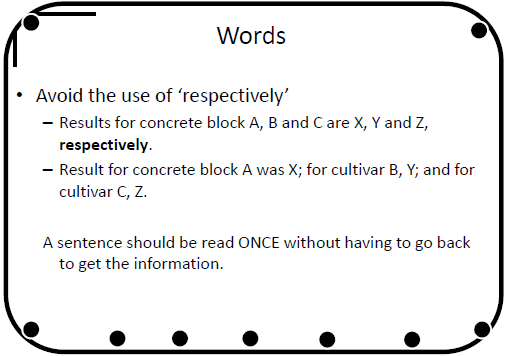 Words
• Avoid the use of ‘respectively’
– Results for concrete block A, B and C are X, Y and Z,
respectively.
– Result for concrete block A was X; for cultivar B, Y; and for
cultivar C, Z.
A sentence should be read ONCE without having to go back
to get the information.